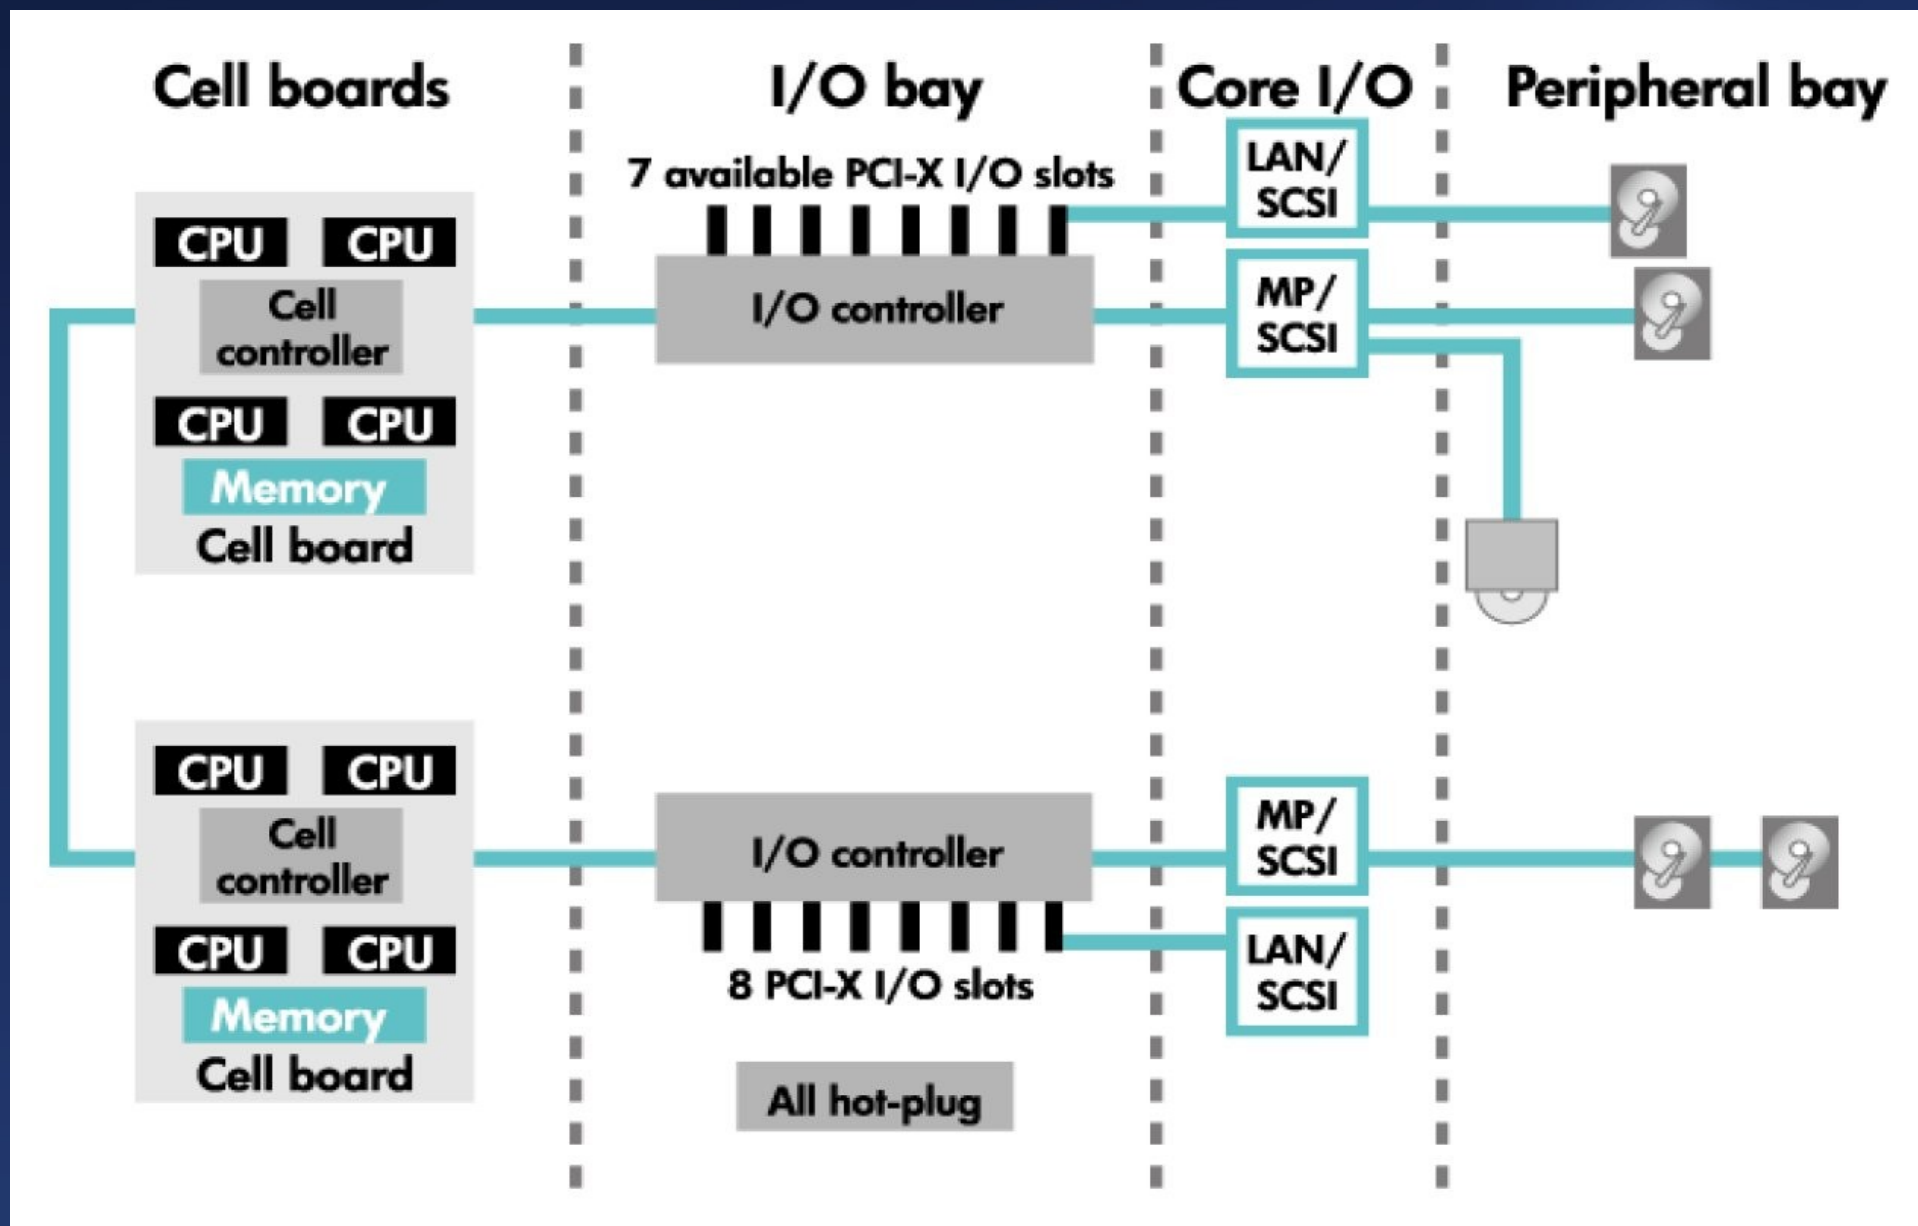 Cell boards
I/O bay
Core I/O
Peripheral bay
7 available PCI-X I/O slots
LAN/
SCSI
CPU CPU
Cell
controller
CPU CPU
Memory
Cell board
I/O controller
MP/
SCSI
CPU CPU
Cell
controller
CPU CPU
Memory
Cell board
I/O controller
8 PCI-X I/O slots
MP/
SCSI
LAN/
SCSI
All hot-plug